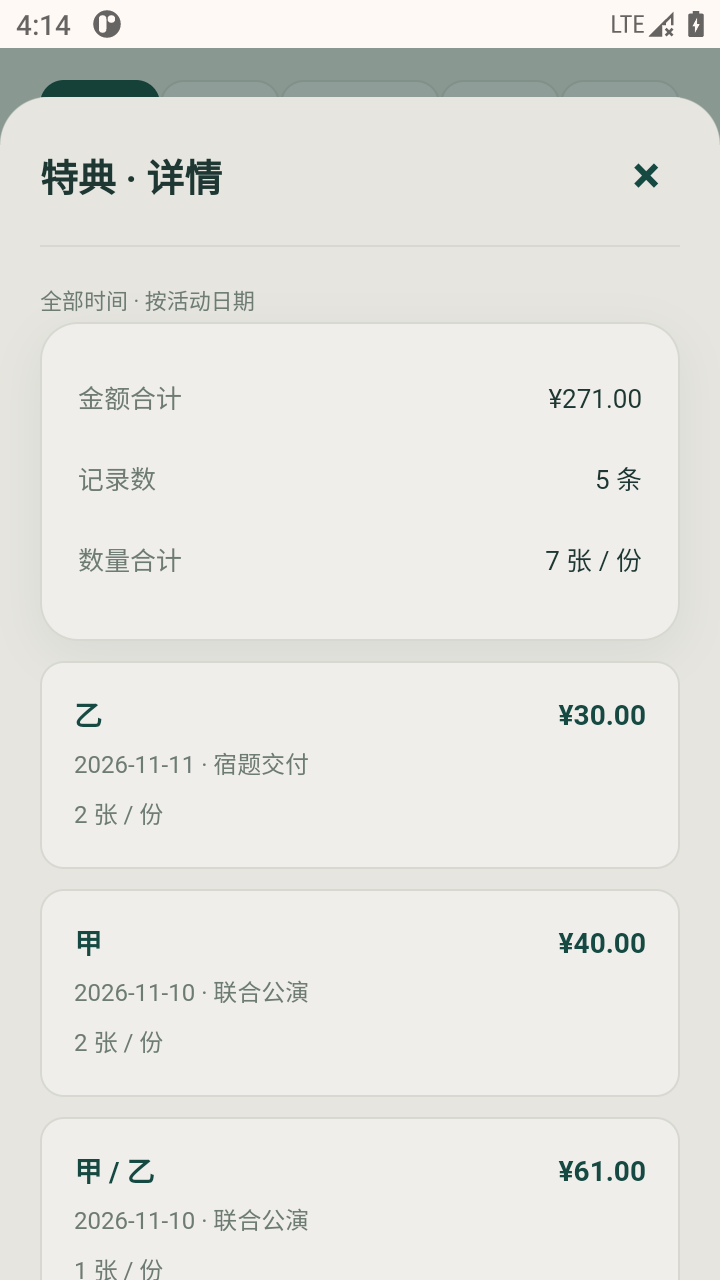 4:14
LTE
特典 · 详情
全部时间 · 按活动日期
金额合计 ¥271.00
记录数 5 条
数量合计 7 张 / 份
乙 ¥30.00
2026-11-11 · 宿题交付
2 张 / 份
甲 ¥40.00
2026-11-10 · 联合公演
2 张 / 份
甲 / 乙 ¥61.00
2026-11-10 · 联合公演
1 张 / 份